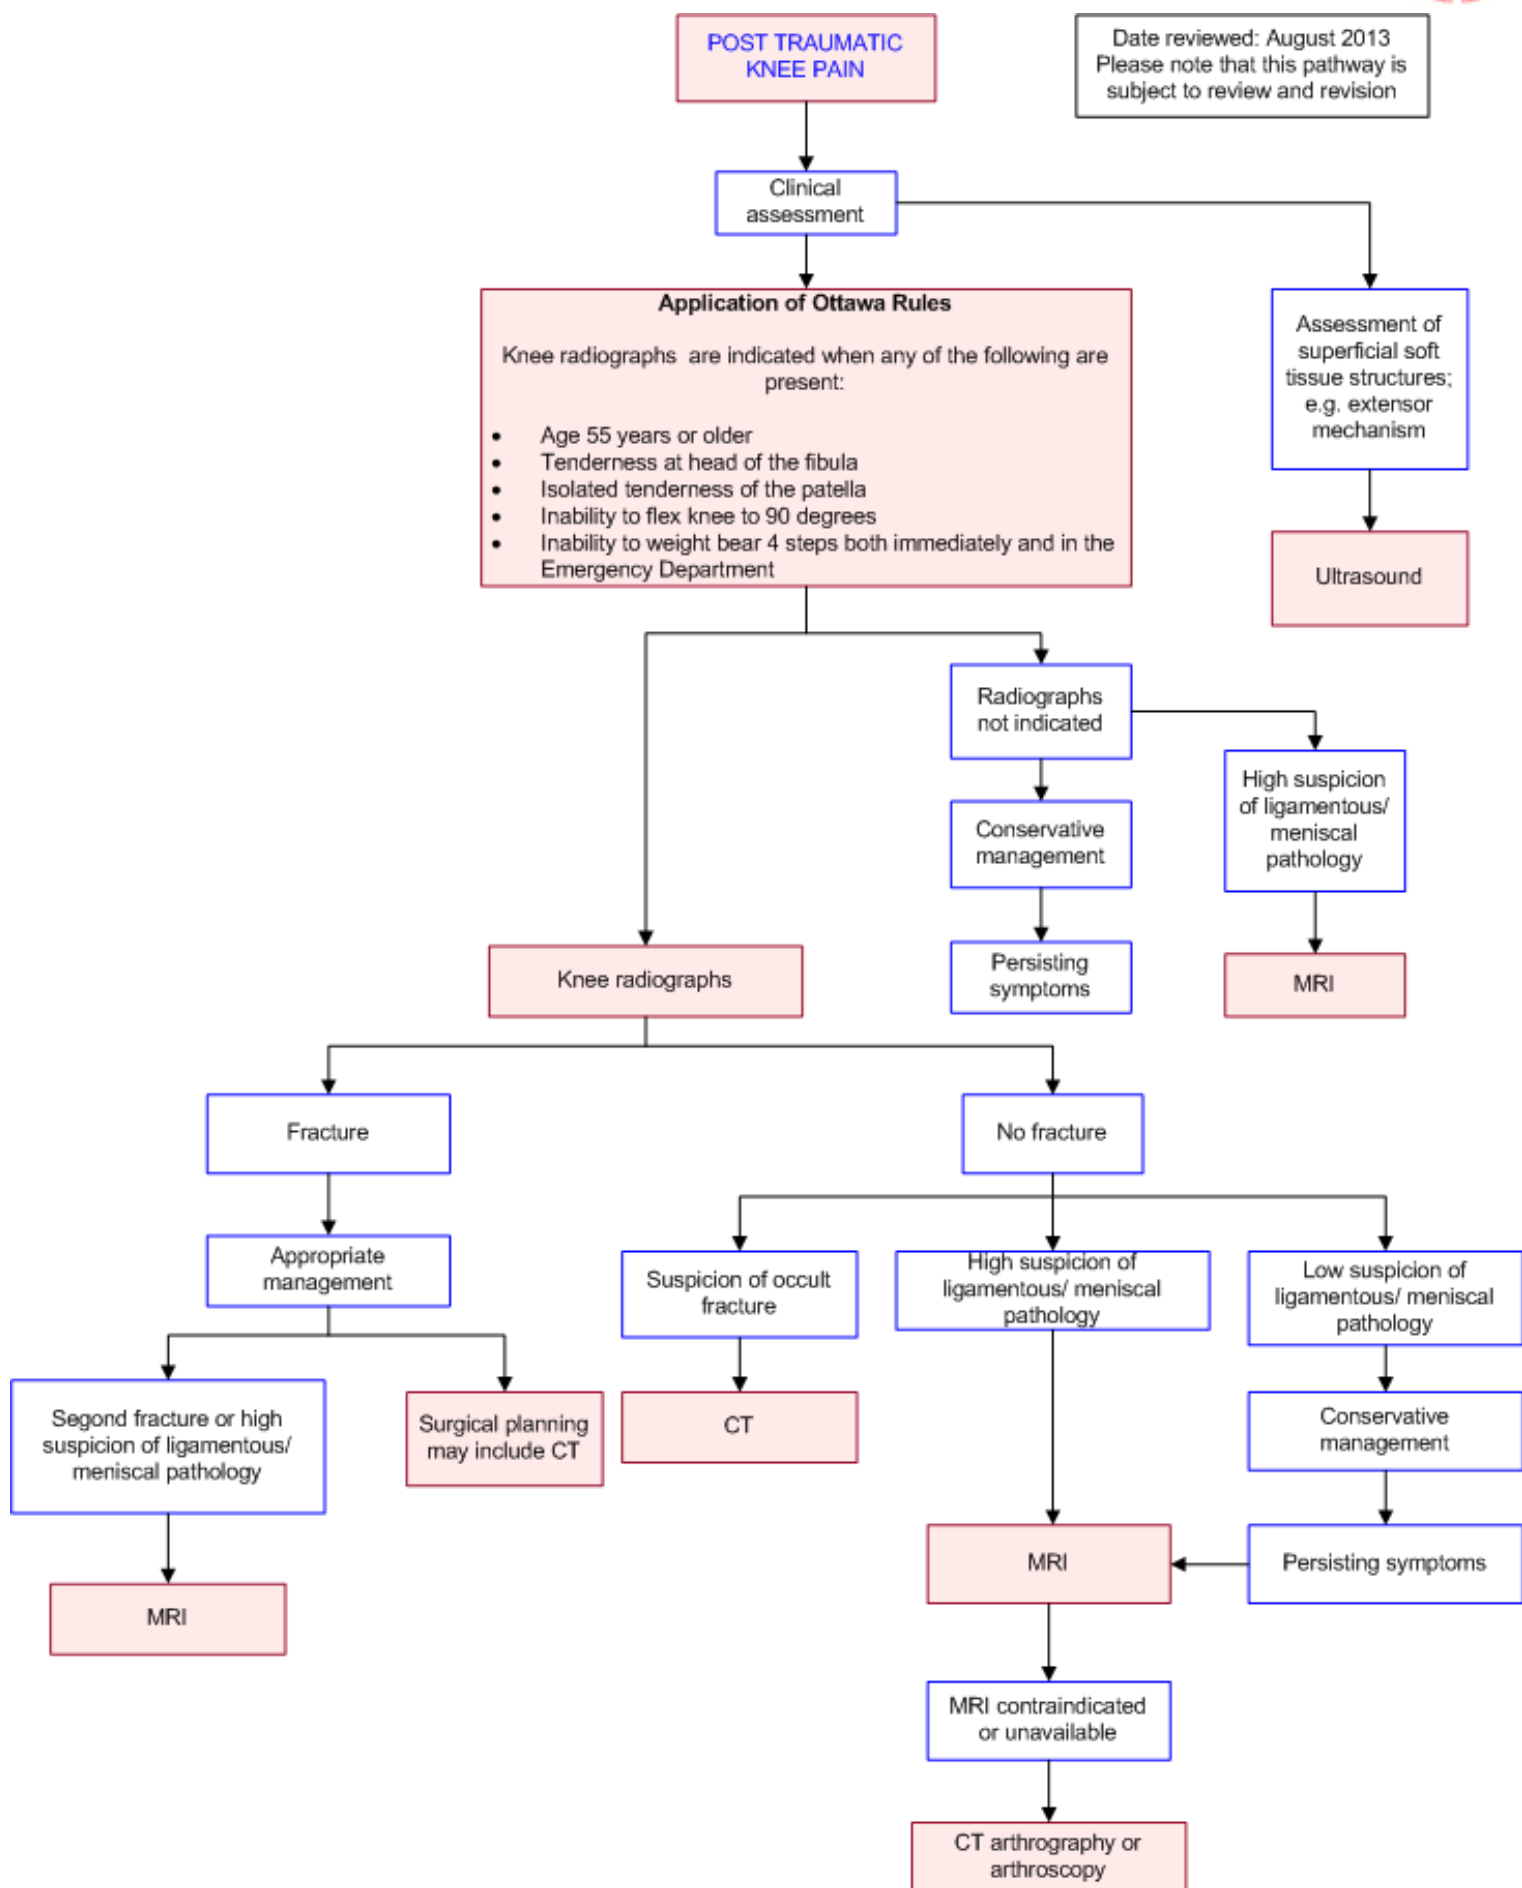 POST TRAUMATIC
KNEE PAIN
Date reviewed: August 2013
Please note that this pathway is
subject to review and revision
Clinical
assessment
Application of Ottawa Rules
Knee radiographs are indicated when any of the following are
present:
• Age 55 years or older
• Tenderness at head of the fibula
• Isolated tenderness of the patella
• Inability to flex knee to 90 degrees
• Inability to weight bear 4 steps both immediately and in the
Emergency Department
Assessment of
superficial soft
tissue structures;
e.g. extensor
mechanism
Ultrasound
Radiographs
not indicated
High suspicion
of ligamentous/
meniscal
pathology
Conservative
management
Persisting
symptoms
MRI
Knee radiographs
Fracture
No fracture
Appropriate
management
Suspicion of occult
fracture
High suspicion of
ligamentous/ meniscal
pathology
Low suspicion of
ligamentous/ meniscal
pathology
Segond fracture or high
suspicion of ligamentous/
meniscal pathology
Surgical planning
may include CT
CT
Conservative
management
MRI
Persisting symptoms
MRI
MRI contraindicated
or unavailable
CT arthrography or
arthroscopy